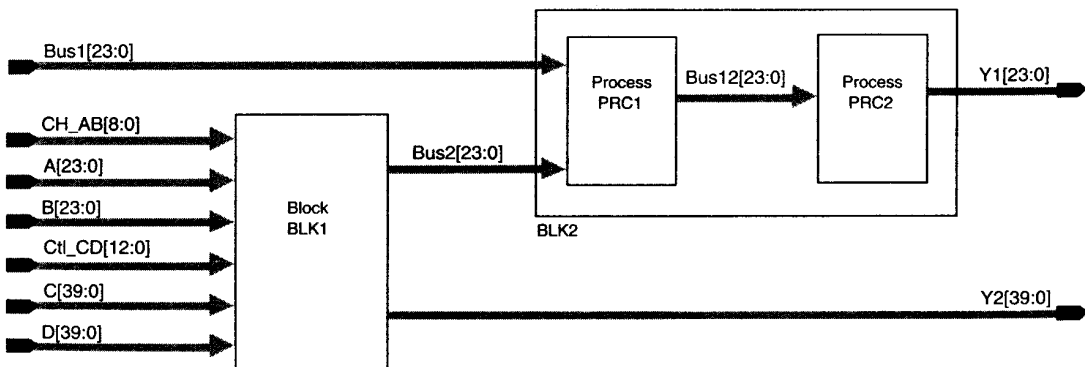 Bus1[23:0]
Process
PRC1
Bus12[23:0]
Process
PRC2
Y1[23:0]
CH_AB[8:0]
A[23:0]
B[23:0]
Ctl_CD[12:0]
C[39:0]
D[39:0]
Block
BLK1
Bus2[23:0]
BLK2
Y2[39:0]